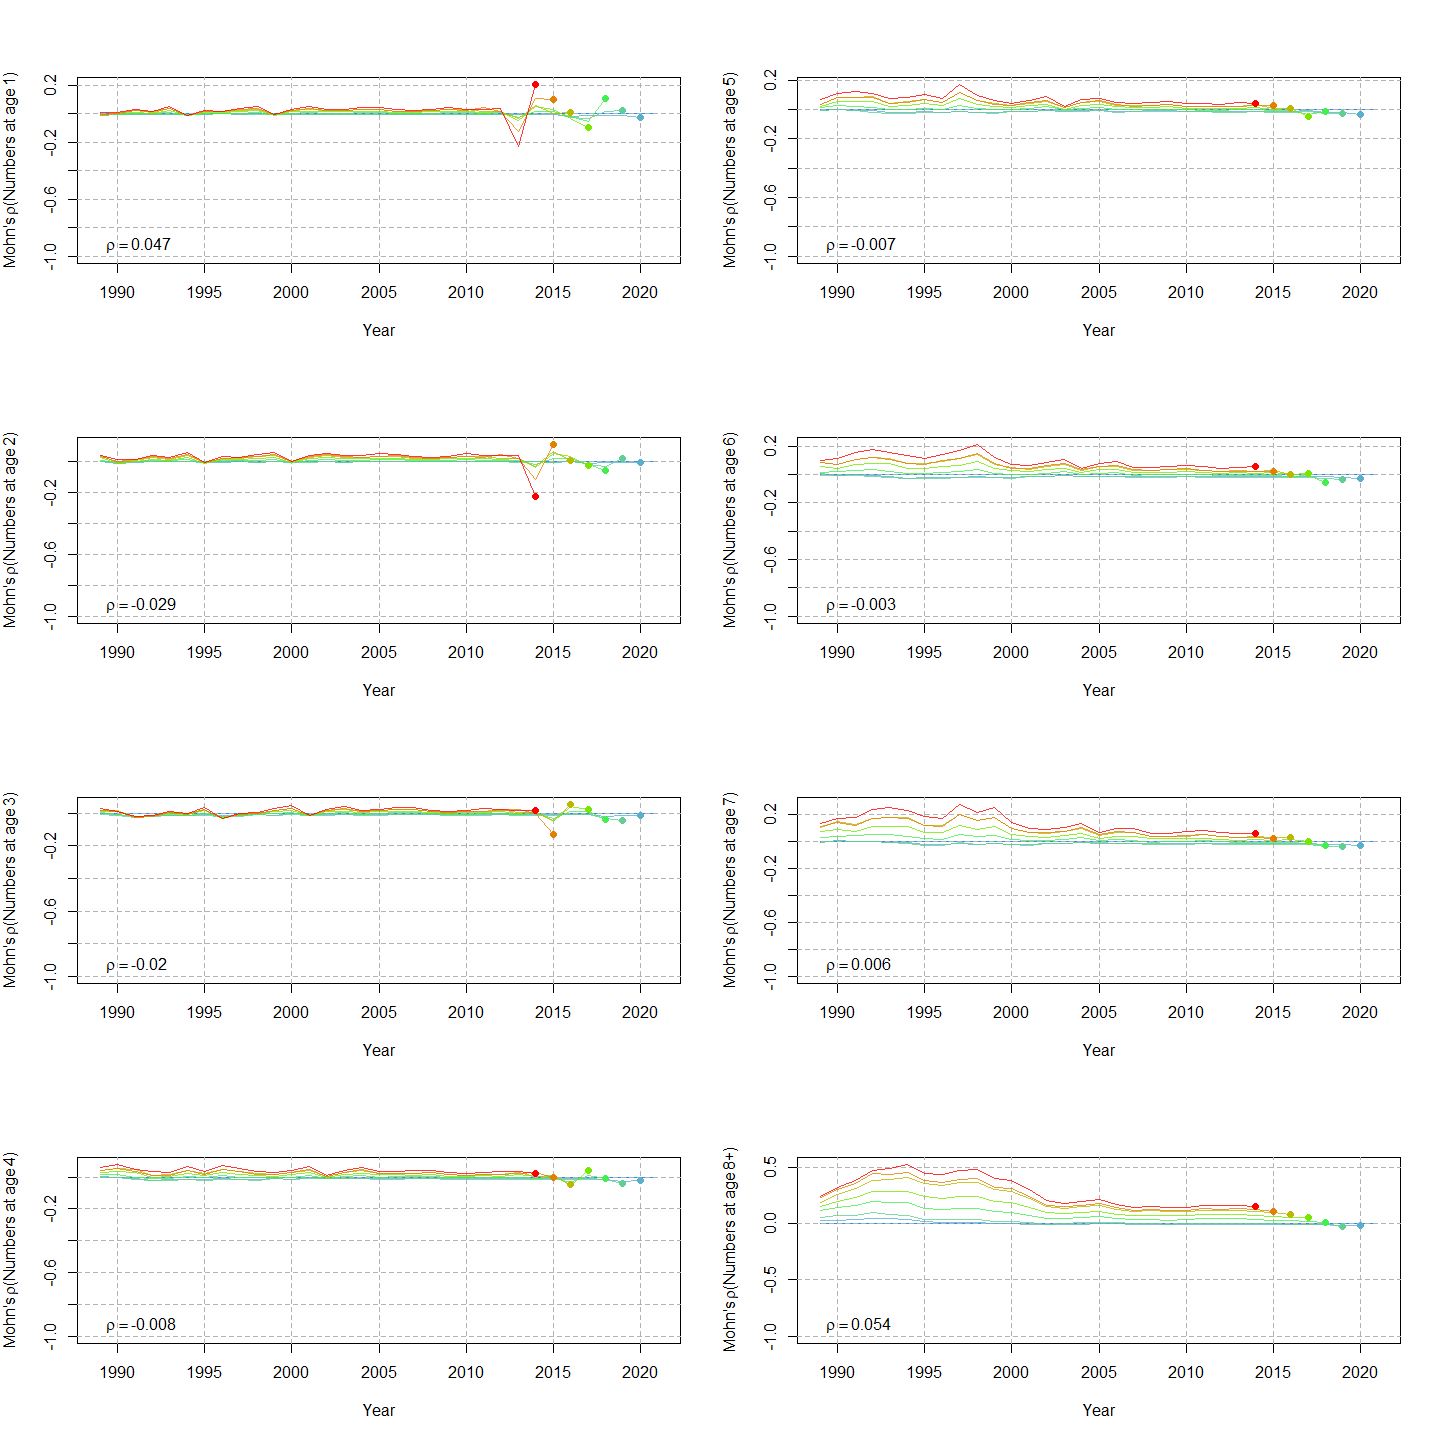 Mohn's ρ(Numbers at age 1)
0.2
-0.2
-0.6
-1.0
ρ = 0.047
1990 1995 2000 2005 2010 2015 2020
Year
Mohn's ρ(Numbers at age 5)
0.2
-0.2
-0.6
-1.0
ρ = -0.007
1990 1995 2000 2005 2010 2015 2020
Year
Mohn's ρ(Numbers at age 2)
-0.2
-0.6
-1.0
ρ = -0.029
1990 1995 2000 2005 2010 2015 2020
Year
Mohn's ρ(Numbers at age 6)
0.2
-0.2
-0.6
-1.0
ρ = -0.003
1990 1995 2000 2005 2010 2015 2020
Year
Mohn's ρ(Numbers at age 3)
-0.2
-0.6
-1.0
ρ = -0.02
1990 1995 2000 2005 2010 2015 2020
Year
Mohn's ρ(Numbers at age 7)
0.2
-0.2
-0.6
-1.0
ρ = 0.006
1990 1995 2000 2005 2010 2015 2020
Year
Mohn's ρ(Numbers at age 4)
-0.2
-0.6
-1.0
ρ = -0.008
1990 1995 2000 2005 2010 2015 2020
Year
Mohn's ρ(Numbers at age 8+)
0.5
0.0
-0.5
-1.0
ρ = 0.054
1990 1995 2000 2005 2010 2015 2020
Year